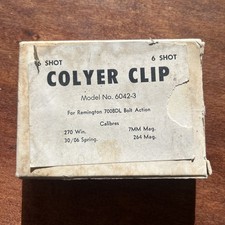 6 SHOT 6 SHOT
COLYER CLIP
Model No. 6042-3
For Remington 700BDL Bolt Action
Calibres
270 Win. 7MM Mag.
30/06 Spring. 264 Mag.